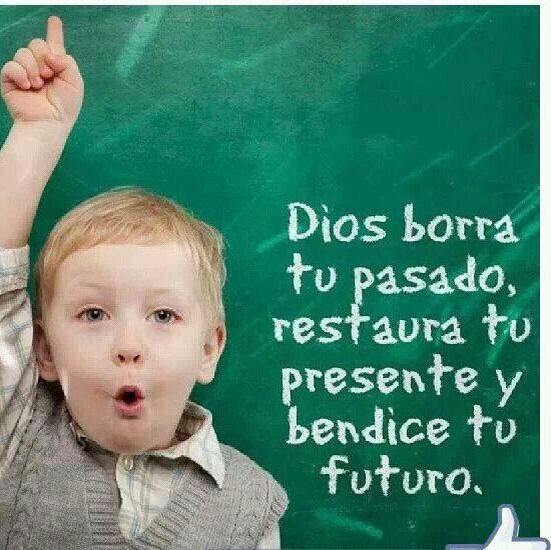 Dios borra
tu pasado,
restaura tu
presente y
bendice tu
futuro.